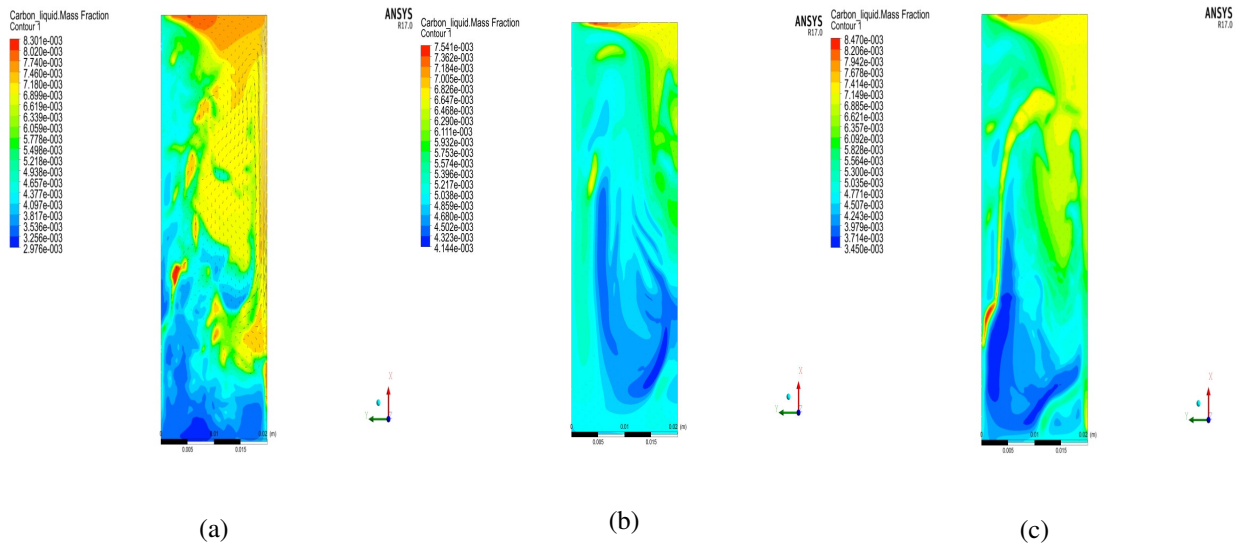 Carbon_liquid.Mass Fraction
Contour 1
8.301e-003
8.020e-003
7.740e-003
7.460e-003
7.180e-003
6.899e-003
6.619e-003
6.339e-003
6.059e-003
5.778e-003
5.498e-003
5.218e-003
4.938e-003
4.657e-003
4.377e-003
4.097e-003
3.817e-003
3.536e-003
3.256e-003
2.976e-003
ANSYS
R17.0
X
Y
0 0.01 0.02 (m)
0.005 0.015
(a)
Carbon_liquid.Mass Fraction
Contour 1
7.541e-003
7.362e-003
7.184e-003
7.005e-003
6.826e-003
6.647e-003
6.468e-003
6.290e-003
6.111e-003
5.932e-003
5.753e-003
5.574e-003
5.396e-003
5.217e-003
5.038e-003
4.859e-003
4.680e-003
4.502e-003
4.323e-003
4.144e-003
ANSYS
R17.0
X
Y
0 0.01 0.02 (m)
0.005 0.015
(b)
Carbon_liquid.Mass Fraction
Contour 1
8.470e-003
8.206e-003
7.942e-003
7.678e-003
7.414e-003
7.149e-003
6.885e-003
6.621e-003
6.357e-003
6.092e-003
5.828e-003
5.564e-003
5.300e-003
5.035e-003
4.771e-003
4.507e-003
4.243e-003
3.979e-003
3.714e-003
3.450e-003
ANSYS
R17.0
X
Y
0 0.01 0.02 (m)
0.005 0.015
(c)